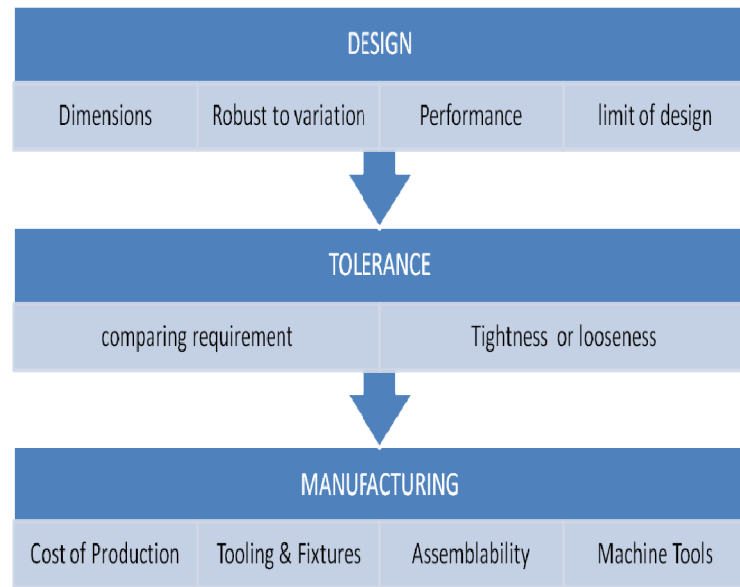 DESIGN
Dimensions Robust to variation Performance limit of design
TOLERANCE
comparing requirement Tightness or looseness
MANUFACTURING
Cost of Production Tooling & Fixtures Assemblability Machine Tools